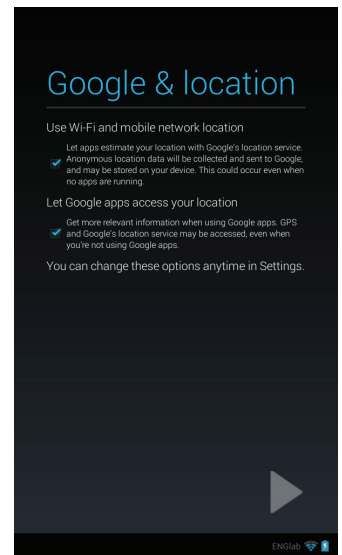 Google & location
Use Wi-Fi and mobile network location
Let apps estimate your location with Google's location service.
Anonymous location data will be collected and sent to Google,
and may be stored on your device. This could occur even when
no apps are running.
Let Google apps access your location
Get more relevant information when using Google apps. GPS
and Google's location service may be accessed, even when
you're not using Google apps.
You can change these options anytime in Settings.
ENGlab